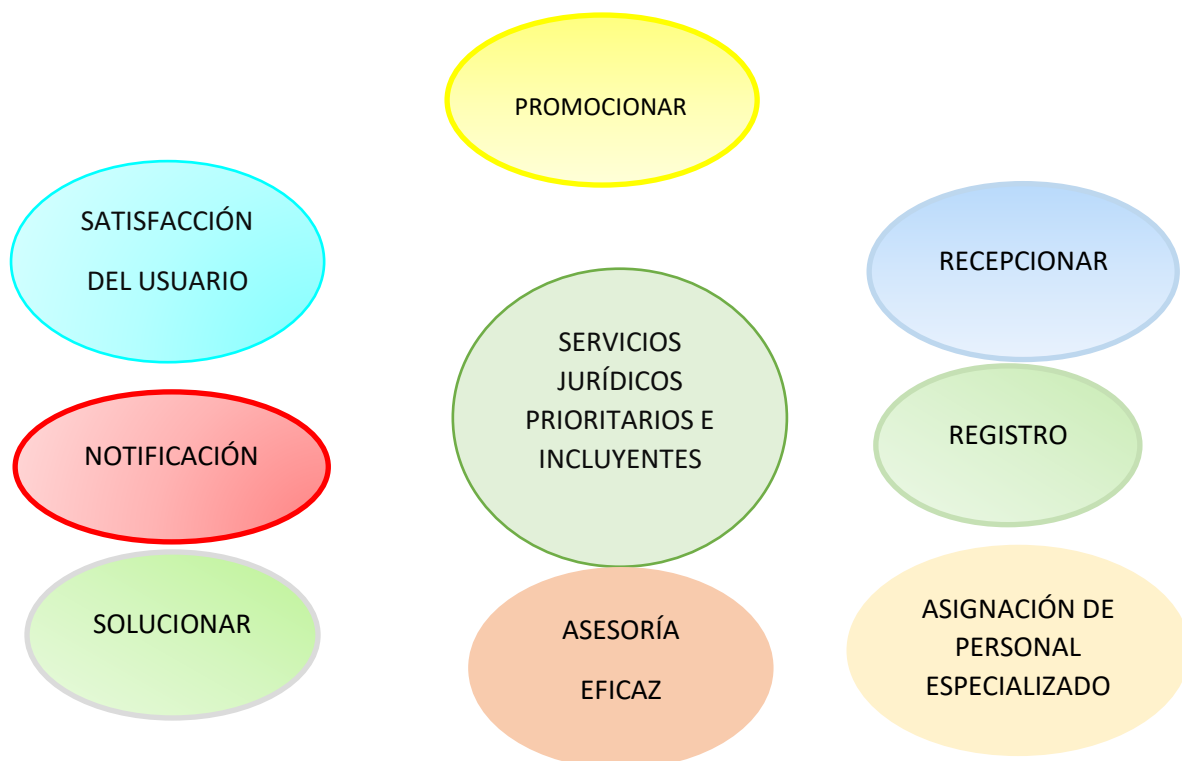 PROMOCIONAR
SATISFACCIÓN
DEL USUARIO
RECEPCIONAR
SERVICIOS
JURÍDICOS
PRIORITARIOS E
INCLUYENTES
NOTIFICACIÓN
REGISTRO
SOLUCIONAR
ASESORÍA
EFICAZ
ASIGNACIÓN DE
PERSONAL
ESPECIALIZADO